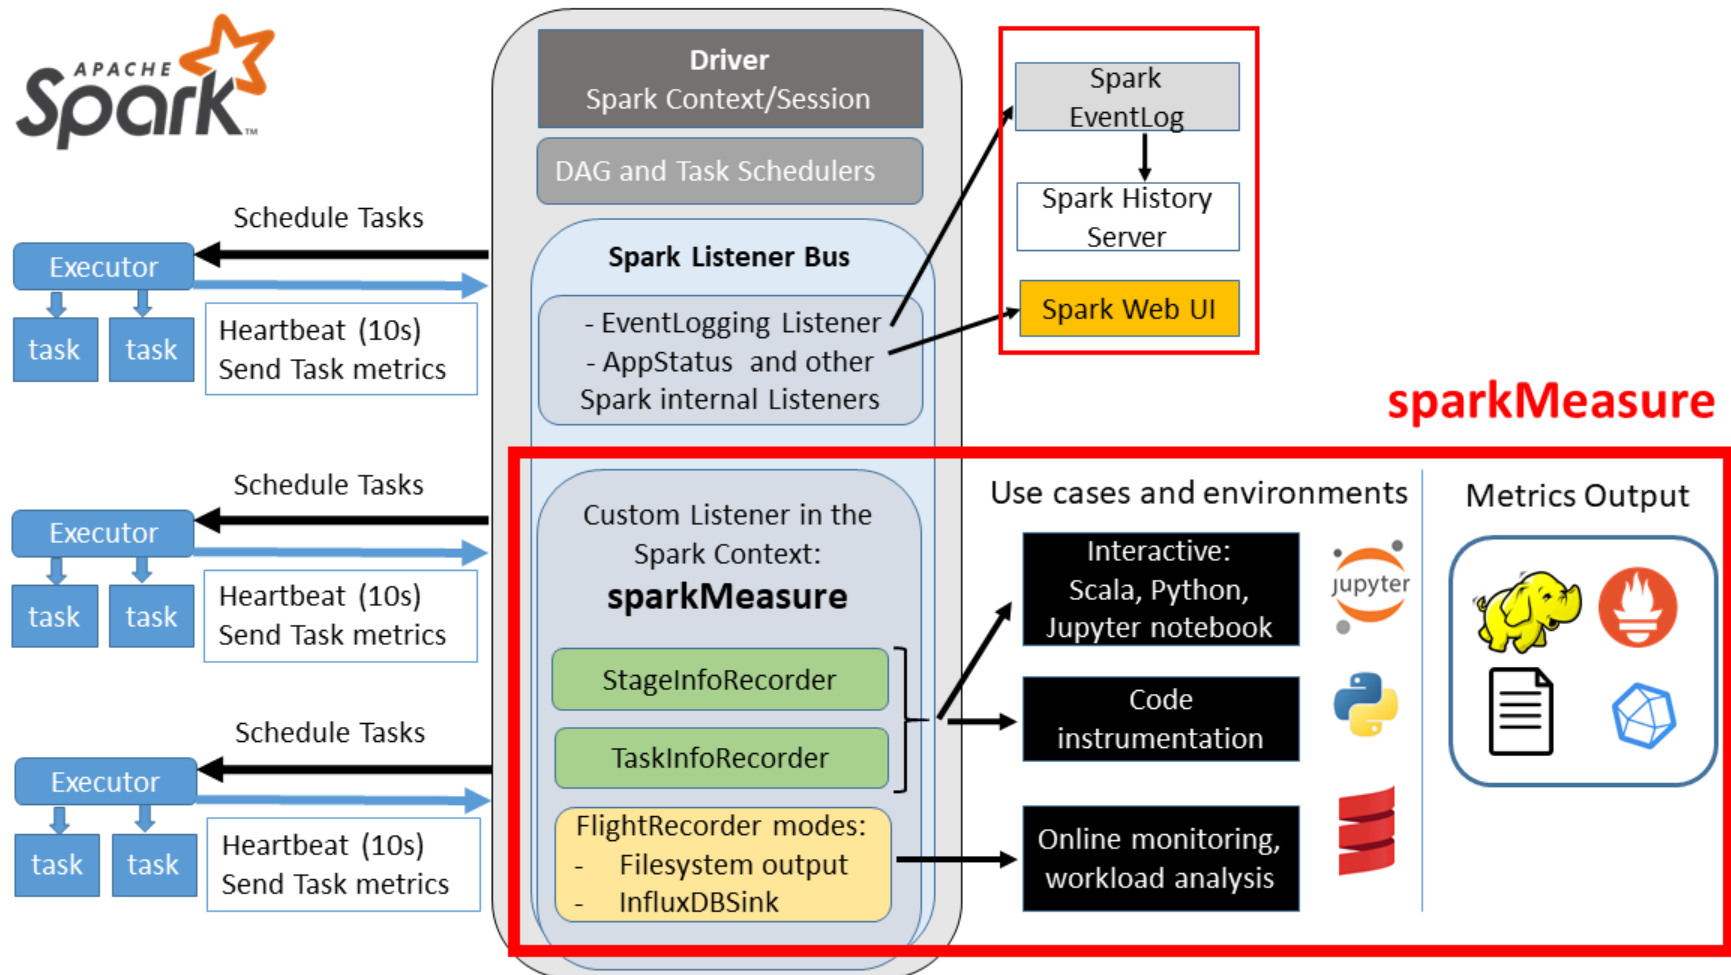 APACHE
Spark™
Driver
Spark Context/Session
DAG and Task Schedulers
Spark Listener Bus
- EventLogging Listener
- AppStatus and other
Spark internal Listeners
Spark
EventLog
Spark History
Server
Spark Web UI
Schedule Tasks
Executor
task
task
Heartbeat (10s)
Send Task metrics
Schedule Tasks
Executor
task
task
Heartbeat (10s)
Send Task metrics
Schedule Tasks
Executor
task
task
Heartbeat (10s)
Send Task metrics
sparkMeasure
Custom Listener in the
Spark Context:
sparkMeasure
StageInfoRecorder
TaskInfoRecorder
FlightRecorder modes:
- Filesystem output
- InfluxDBSink
Use cases and environments
Interactive:
Scala, Python,
Jupyter notebook
Code
instrumentation
Online monitoring,
workload analysis
jupyter
Metrics Output